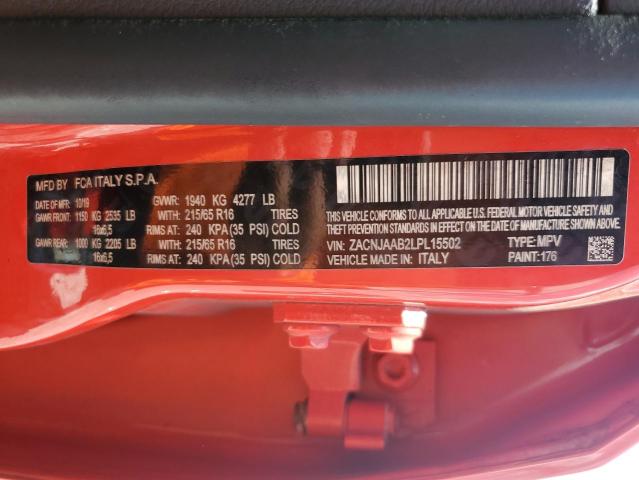 MFD BY FCA ITALY S.P.A.
DATE OF MFR: 10/19 GVWR: 1940 KG 4277 LB
GAWR FRONT: 1150 KG 2535 LB WITH: 215/65 R16 TIRES
16x6,5 RIMS AT: 240 KPA (35 PSI) COLD
GAWR REAR: 1000 KG 2205 LB WITH: 215/65 R16 TIRES
16x6,5 RIMS AT: 240 KPA (35 PSI) COLD
THIS VEHICLE CONFORMS TO ALL APPLICABLE U.S. FEDERAL MOTOR VEHICLE
SAFETY, BUMPER, AND THEFT PREVENTION STANDARDS IN
EFFECT ON THE DATE OF MANUFACTURE SHOWN ABOVE.
VIN: ZACNJAAB2LPL15502 TYPE: MPV
VEHICLE MADE IN: ITALY PAINT: 176